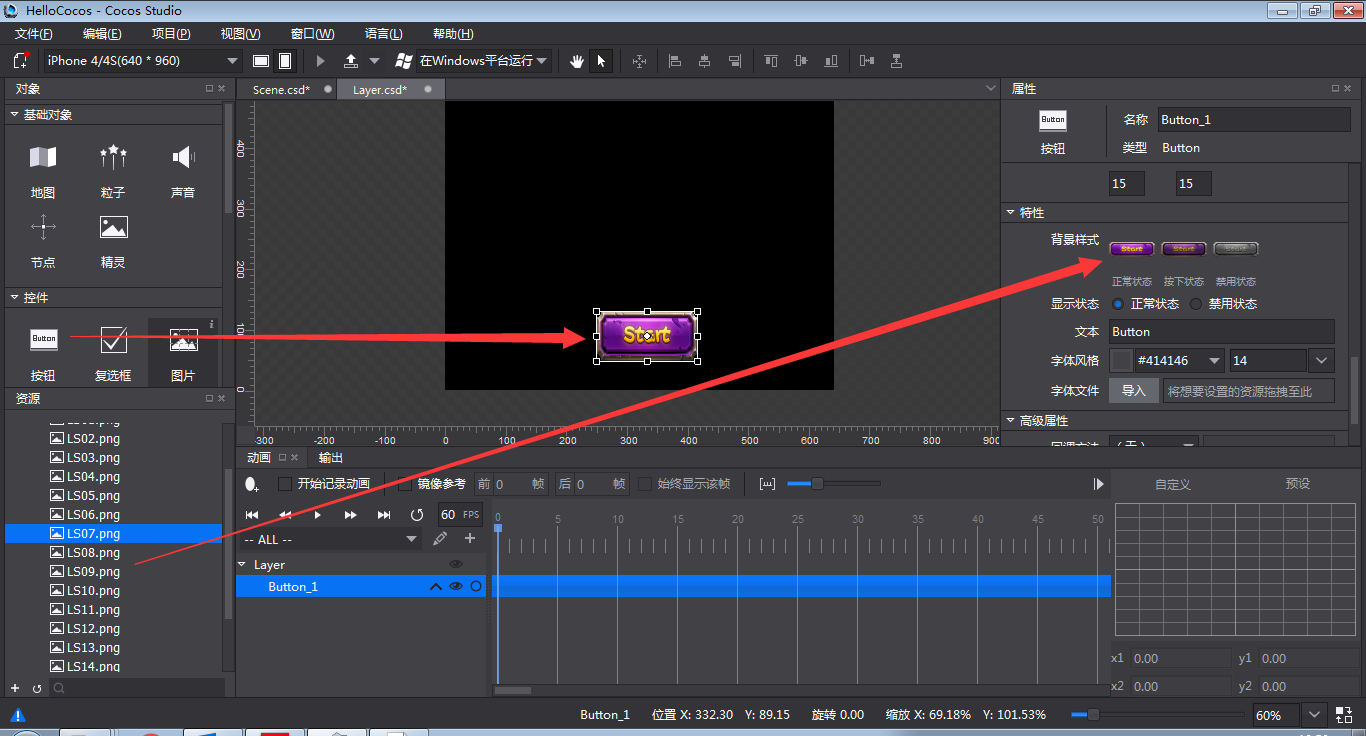 HelloCocos - Cocos Studio
文件(F) 编辑(E) 项目(P) 视图(V) 窗口(W) 语言(L) 帮助(H)
iPhone 4/4S(640 * 960) 在Windows平台运行
对象
基础对象
地图 粒子 声音
节点 精灵
控件
Button
按钮 复选框 图片
资源
LS02.png
LS03.png
LS04.png
LS05.png
LS06.png
LS07.png
LS08.png
LS09.png
LS10.png
LS11.png
LS12.png
LS13.png
LS14.png
Scene.csd* Layer.csd*
400
300
200
100
0
Start
-300 -200 -100 0 100 200 300 400 500 600 700 800 900
动画 输出
开始记录动画 镜像参考 前 0 帧 后 0 帧 始终显示该帧
60 FPS
0 5 10 15 20 25 30 35 40 45 50
-- ALL --
Layer
Button_1
属性
Button
按钮
名称 Button_1
类型 Button
15 15
特性
背景样式 Start Start Start
正常状态 按下状态 禁用状态
显示状态 正常状态 禁用状态
文本 Button
字体风格 #414146 14
字体文件 导入 将想要设置的资源拖拽至此
高级属性
回调方法 (无)
自定义 预设
x1 0.00 y1 0.00
x2 0.00 y2 0.00
Button_1 位置 X: 332.30 Y: 89.15 旋转 0.00 缩放 X: 69.18% Y: 101.53% 60%